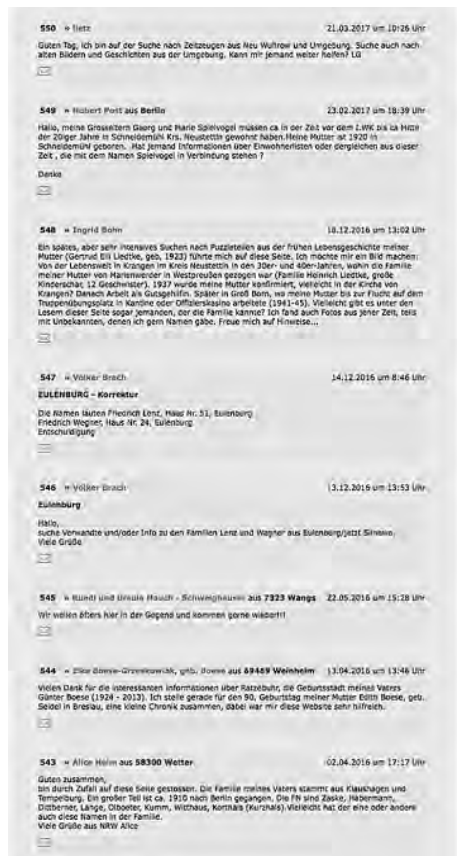 550 » Tietz 21.03.2017 um 10:26 Uhr
Guten Tag, ich bin auf der Suche nach Zeitzeugen aus Neu Wuhrow und Umgebung. Suche auch nach
alten Bildern und Geschichten aus der Umgebung. Kann mir jemand weiter helfen? LG
549 » Hubert Post aus Berlin 23.02.2017 um 18:39 Uhr
Hallo, meine Grosseltern Georg und Marie Spielvogel müssen ca in der Zeit vor dem 1.WK bis ca Mitte
der 20iger Jahre in Schneidemühl Krs. Neustettin gewohnt haben.Meine Mutter ist 1920 in
Schneidemühl geboren. Hat jemand Informationen über Einwohnerlisten oder dergleichen aus dieser
Zeit , die mit dem Namen Spielvogel in Verbindung stehen ?
Danke
548 » Ingrid Bohn 18.12.2016 um 13:02 Uhr
Ein spätes, aber sehr intensives Suchen nach Puzzleteilen aus der frühen Lebensgeschichte meiner
Mutter (Gertrud Elli Liedtke, geb, 1923) führte mich auf diese Seite. Ich möchte mir ein Bild machen:
Von der Lebenswelt in Krangen im Kreis Neustettin in den 30er- und 40er-Jahren, wohin die Familie
meiner Mutter von Marienwerder in Westpreußen gezogen war (Familie Heinrich Liedtke, große
Kinderschar, 12 Geschwister). 1937 wurde meine Mutter konfirmiert, vielleicht in der Kirche von
Krangen? Danach Arbeit als Gutsgehilfin. Später in Groß Born, wo meine Mutter bis zur Flucht auf dem
Truppenübungsplatz in Kantine oder Offizierskasino arbeitete (1941-45). Vielleicht gibt es unter den
Lesern dieser Seite sogar jemanden, der die Familie kannte? Ich fand auch Fotos aus jener Zeit, teils
mit Unbekannten, denen ich gern Namen gäbe. Freue mich auf Hinweise...
547 » Volker Brach 14.12.2016 um 8:46 Uhr
EULENBURG - Korrektur
Die Namen lauten Friedrich Lenz, Haus Nr. 51, Eulenburg
Friedrich Wegner, Haus Nr. 24, Eulenburg.
Entschuldigung
546 » Volker Brach 13.12.2016 um 13:53 Uhr
Eulenburg
Hallo,
suche Verwandte und/oder Info zu den Familien Lenz und Wagner aus Eulenburg/jetzt
Viele Grüße
545 » Ruedi und Ursula Hauch - Schweighauser aus 7323 Wangs 22.05.2016 um 15:28 Uhr
Wir weilen öfters hier in der Gegend und kommen gerne wieder!!!
544 » Elke Boese-Grzeskowiak, geb. Boese aus 69469 Weinheim 13.04.2016 um 13:46 Uhr
Vielen Dank für die interessanten Informationen über Ratzebuhr, die Geburtsstadt meines Vaters
Günter Boese (1924 - 2013). Ich stelle gerade für den 90. Geburtstag meiner Mutter Edith Boese, geb.
Seidel in Breslau, eine kleine Chronik zusammen, dabei war mir diese Website sehr hilfreich.
543 » Alice Heim aus 58300 Wetter 02.04.2016 um 17:17 Uhr
Guten zusammen,
bin durch Zufall auf diese Seite gestossen. Die Familie meines Vaters stammt aus Klaushagen und
Tempelburg. Ein großer Teil ist ca. 1910 nach Berlin gegangen. Die FN sind Zaske, Habermann,
Dittberner, Lange, Olboeter, Kumm, Witthaus, Korthals (Kurzhals).Vielleicht hat der eine oder andere
auch diese Namen in der Familie.
Viele Grüße aus NRW Alice